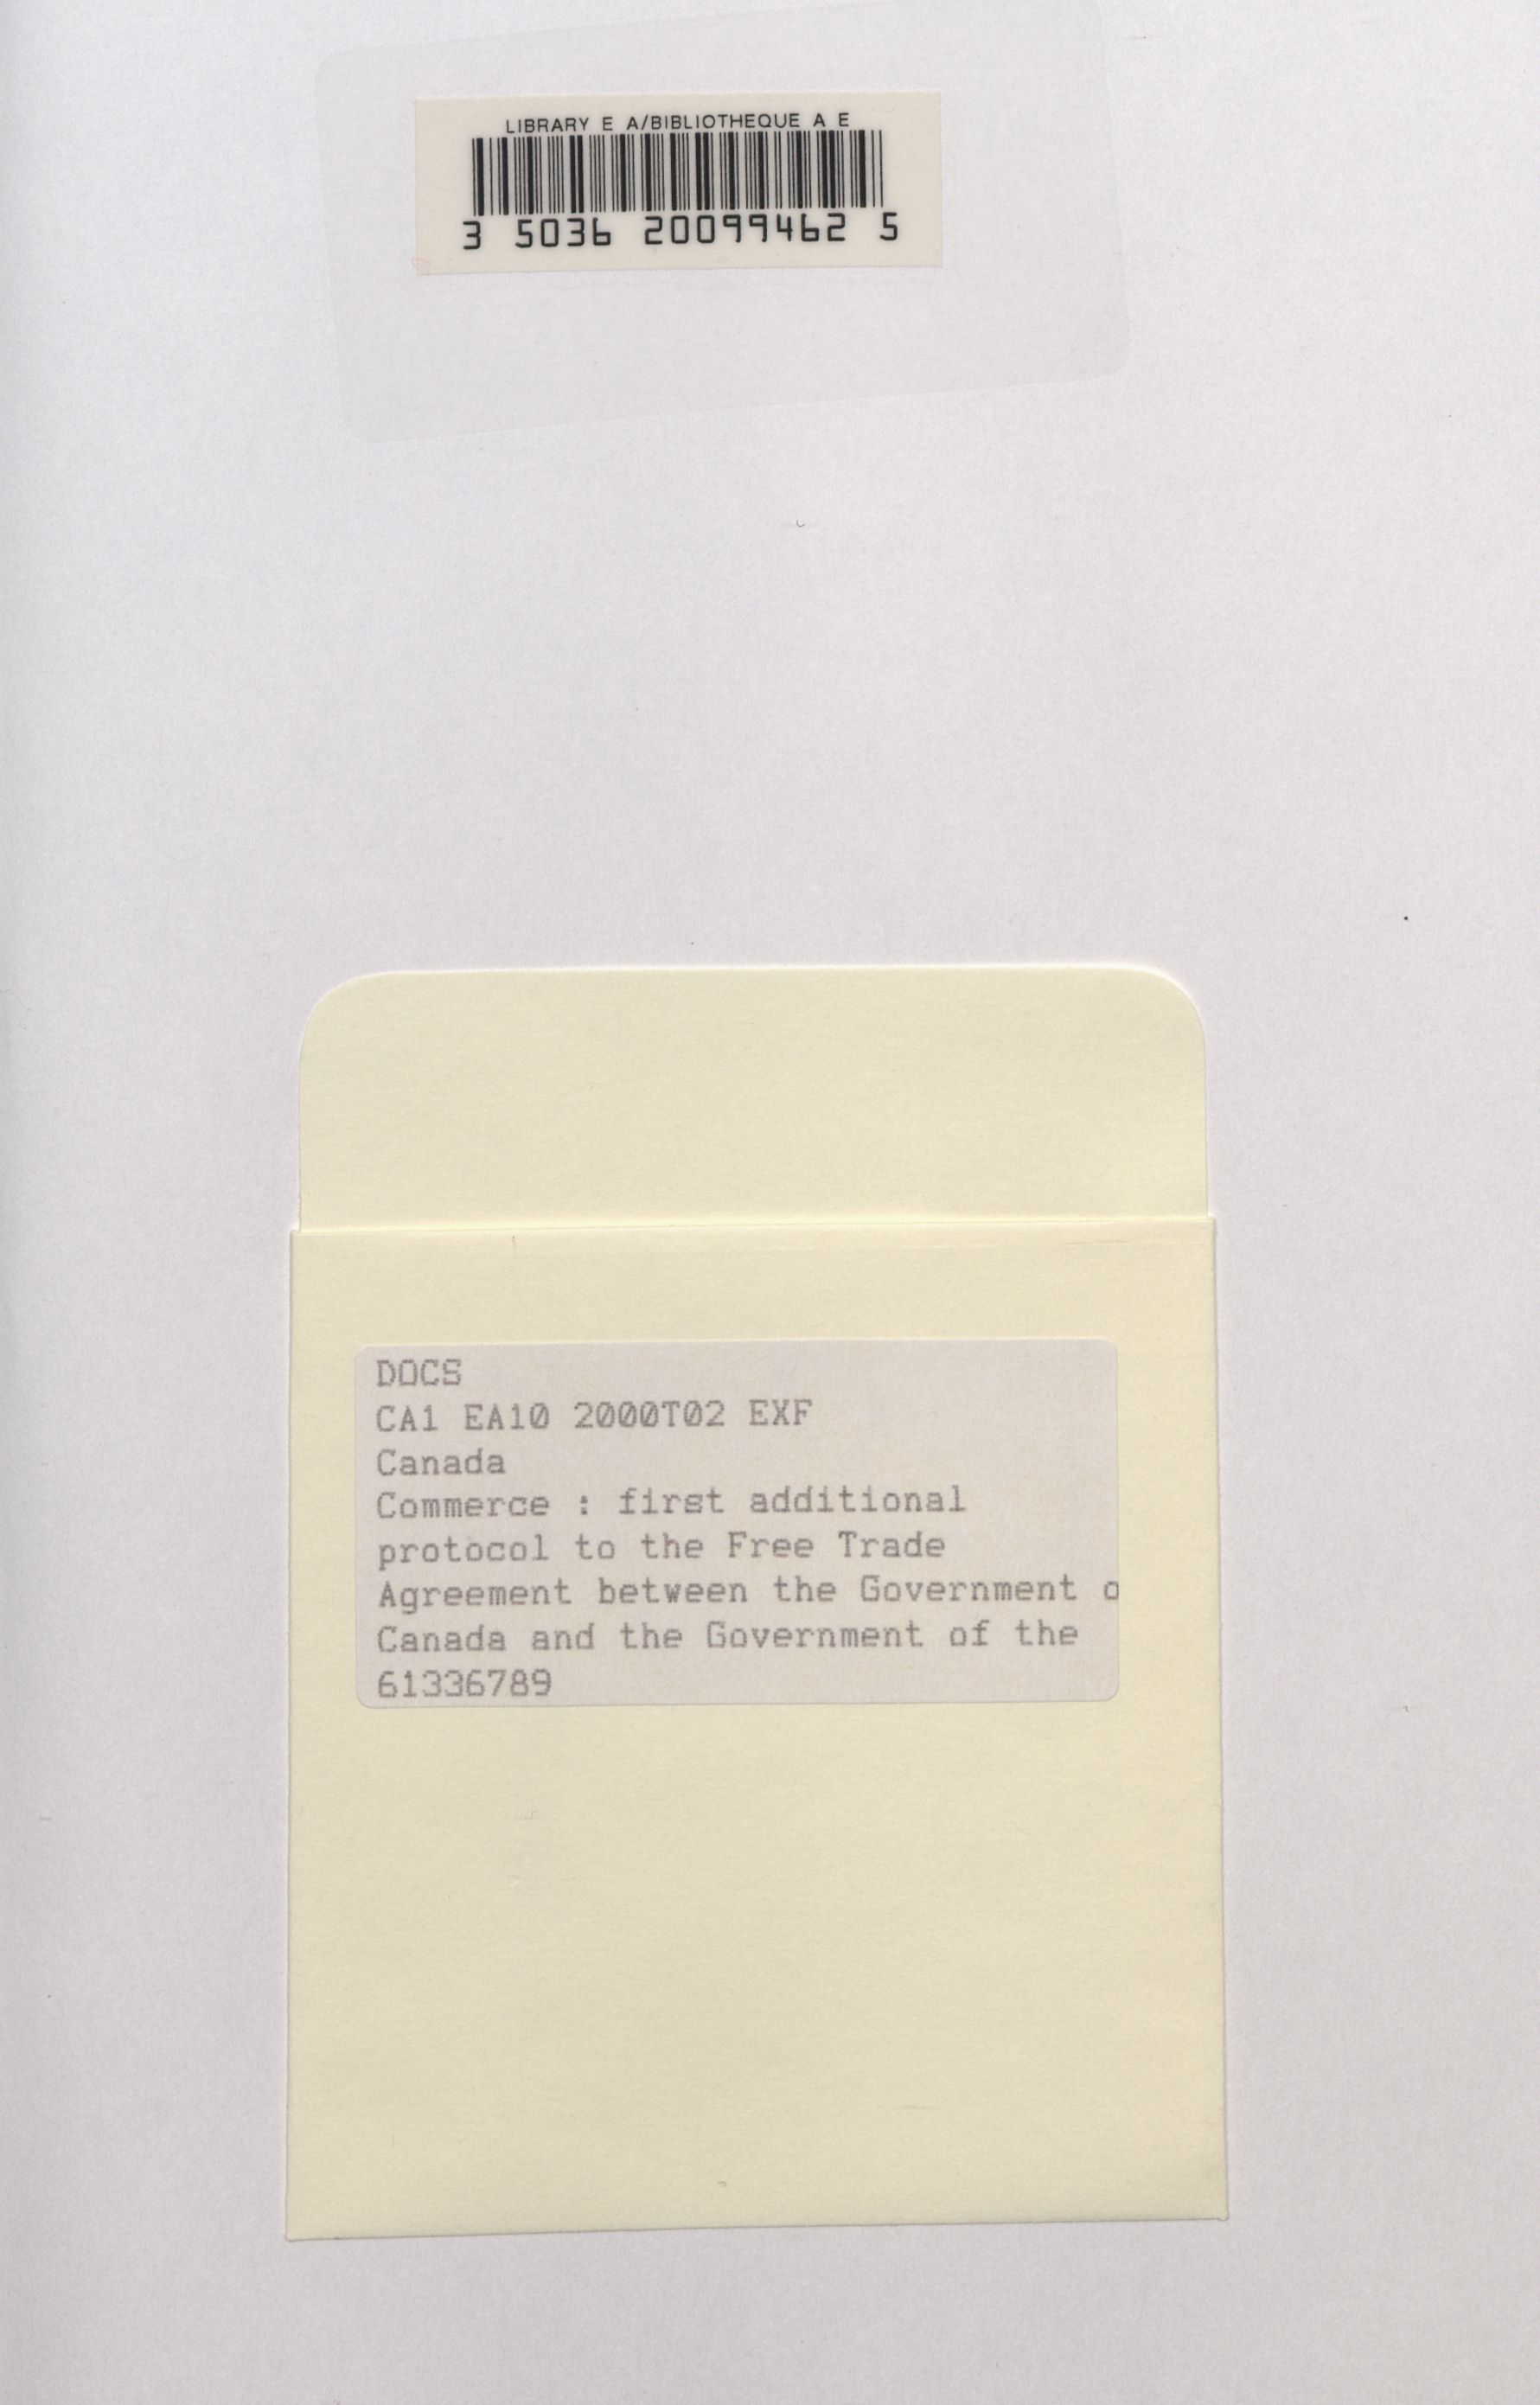 LIBRARY E A/BIBLIOTHEQUE A E
3 5036 20099462 5
DOCS
CA1 EA10 2000T02 EXF
Canada
Commerce : first additional
protocol to the Free Trade
Agreement between the Government o
Canada and the Government of the
61336789